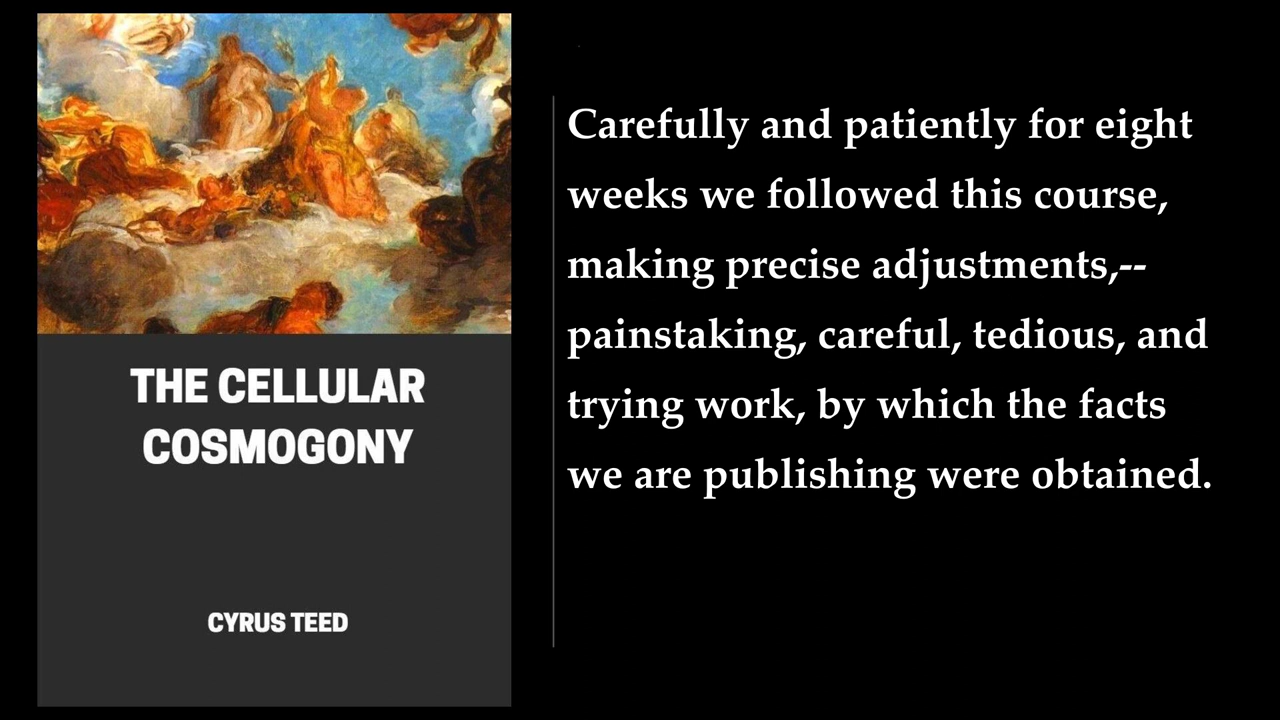 THE CELLULAR
COSMOGONY
CYRUS TEED
Carefully and patiently for eight
weeks we followed this course,
making precise adjustments,--
painstaking, careful, tedious, and
trying work, by which the facts
we are publishing were obtained.